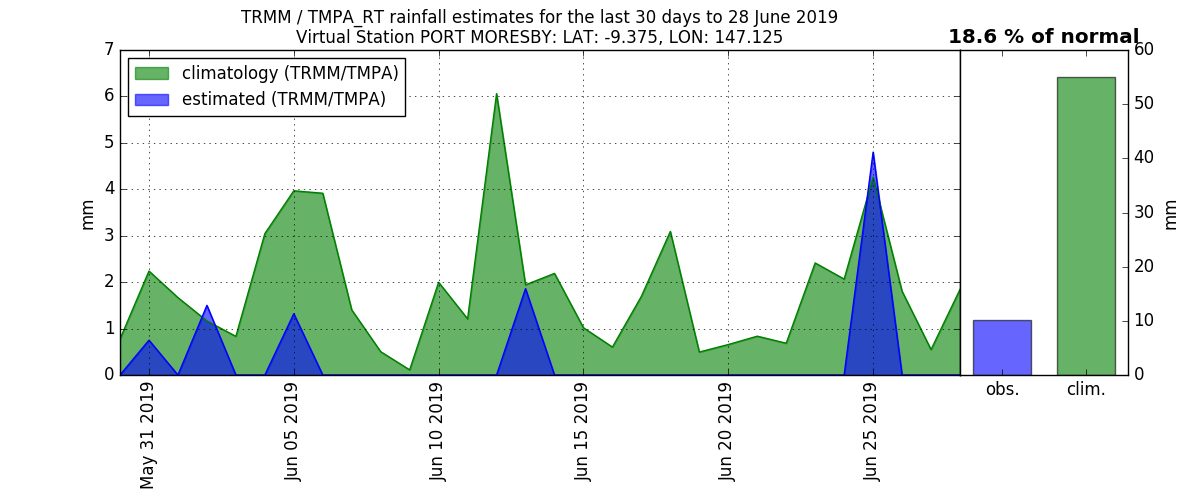 TRMM / TMPA_RT rainfall estimates for the last 30 days to 28 June 2019
Virtual Station PORT MORESBY: LAT: -9.375, LON: 147.125
18.6 % of normal
climatology (TRMM/TMPA)
estimated (TRMM/TMPA)
7
6
5
4
3
2
1
0
mm
May 31 2019
Jun 05 2019
Jun 10 2019
Jun 15 2019
Jun 20 2019
Jun 25 2019
obs.
clim.
60
50
40
30
20
10
0
mm